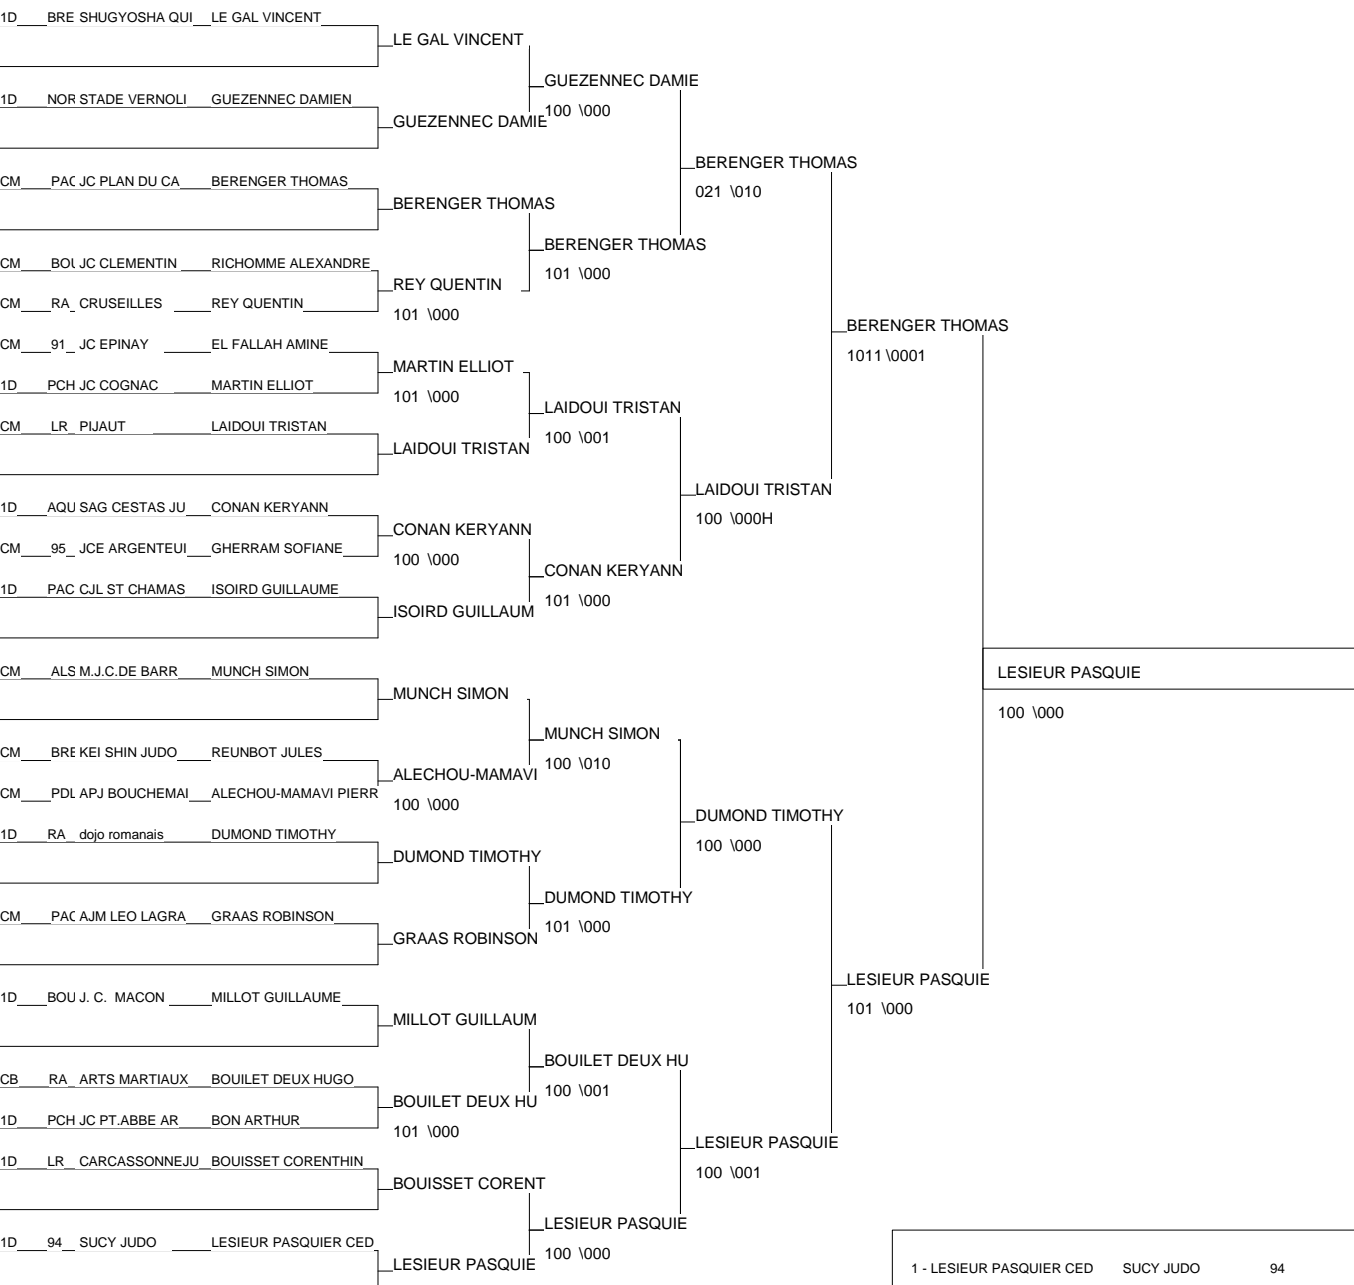 1D BRE SHUGYOSHA QUI LE GAL VINCENT
LE GAL VINCENT
GUEZENNEC DAMIE
100 \000
1D NOR STADE VERNOLI GUEZENNEC DAMIEN
GUEZENNEC DAMIE
BERENGER THOMAS
021 \010
CM PAC JC PLAN DU CA BERENGER THOMAS
BERENGER THOMAS
BERENGER THOMAS
101 \000
CM BOU JC CLEMENTIN RICHOMME ALEXANDRE
REY QUENTIN
CM RA CRUSEILLES REY QUENTIN
101 \000
BERENGER THOMAS
1011 \0001
CM 91 JC EPINAY EL FALLAH AMINE
MARTIN ELLIOT
1D PCH JC COGNAC MARTIN ELLIOT
101 \000
LAIDOUI TRISTAN
100 \001
CM LR PIJAUT LAIDOUI TRISTAN
LAIDOUI TRISTAN
LAIDOUI TRISTAN
100 \000H
1D AQU SAG CESTAS JU CONAN KERYANN
CONAN KERYANN
CM 95 JCE ARGENTEUI GHERRAM SOFIANE
100 \000
CONAN KERYANN
101 \000
1D PAC CJL ST CHAMAS ISOIRD GUILLAUME
ISOIRD GUILLAUM
LESIEUR PASQUIE
100 \000
CM ALS M.J.C.DE BARR MUNCH SIMON
MUNCH SIMON
MUNCH SIMON
100 \010
CM BRE KEI SHIN JUDO REUNBOT JULES
ALECHOU-MAMAVI
CM PDL APJ BOUCHEMAI ALECHOU-MAMAVI PIERR
100 \000
DUMOND TIMOTHY
100 \000
1D RA dojo romanais DUMOND TIMOTHY
DUMOND TIMOTHY
DUMOND TIMOTHY
101 \000
CM PAC AJM LEO LAGRA GRAAS ROBINSON
GRAAS ROBINSON
LESIEUR PASQUIE
101 \000
1D BOU J. C. MACON MILLOT GUILLAUME
MILLOT GUILLAUM
BOUILET DEUX HU
100 \001
CB RA ARTS MARTIAUX BOUILET DEUX HUGO
BOUILET DEUX HU
1D PCH JC PT.ABBE AR BON ARTHUR
101 \000
LESIEUR PASQUIE
100 \001
1D LR CARCASSONNEJU BOUISSET CORENTHIN
BOUISSET CORENT
LESIEUR PASQUIE
100 \000
1D 94 SUCY JUDO LESIEUR PASQUIER CED
LESIEUR PASQUIE
1 - LESIEUR PASQUIER CED SUCY JUDO 94